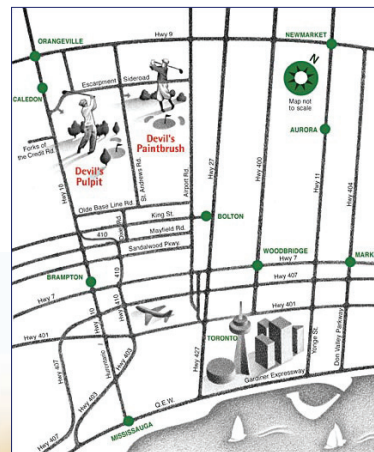 ORANGEVILLE
Hwy 9
NEWMARKET
N
CALEDON
Escarpment
Sideroad
Map not
to scale
Devil's
Paintbrush
AURORA
Forks of
the Credit Rd.
Devil's
Pulpit
Hwy 10
St. Andrews Rd.
Airport Rd.
Hwy 27
Hwy 400
Hwy 11
Hwy 404
Olde Base Line Rd.
King St.
BOLTON
410
Mayfield Rd.
Sandalwood Pkwy.
WOODBRIDGE
Hwy 7
MARK
BRAMPTON
410
Hwy 407
Hwy 7
Hwy 410
Hwy 10
Hwy 401
Hwy 401
TORONTO
Hwy 427
Yonge St.
Don Valley Parkway
Hwy 407
Hwy 403
Hwy 403
Gardiner Expressway
Q.E.W.
Hwy 407
MISSISSAUGA